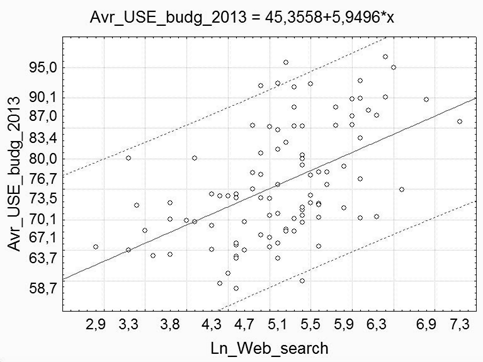 Avr_USE_budg_2013 = 45,3558+5,9496*x
Avr_USE_budg_2013
95,0
90,1
87,0
83,4
80,0
76,7
73,5
70,1
67,1
63,7
58,7
2,9 3,3 3,8 4,3 4,7 5,1 5,5 5,9 6,3 6,9 7,3
Ln_Web_search